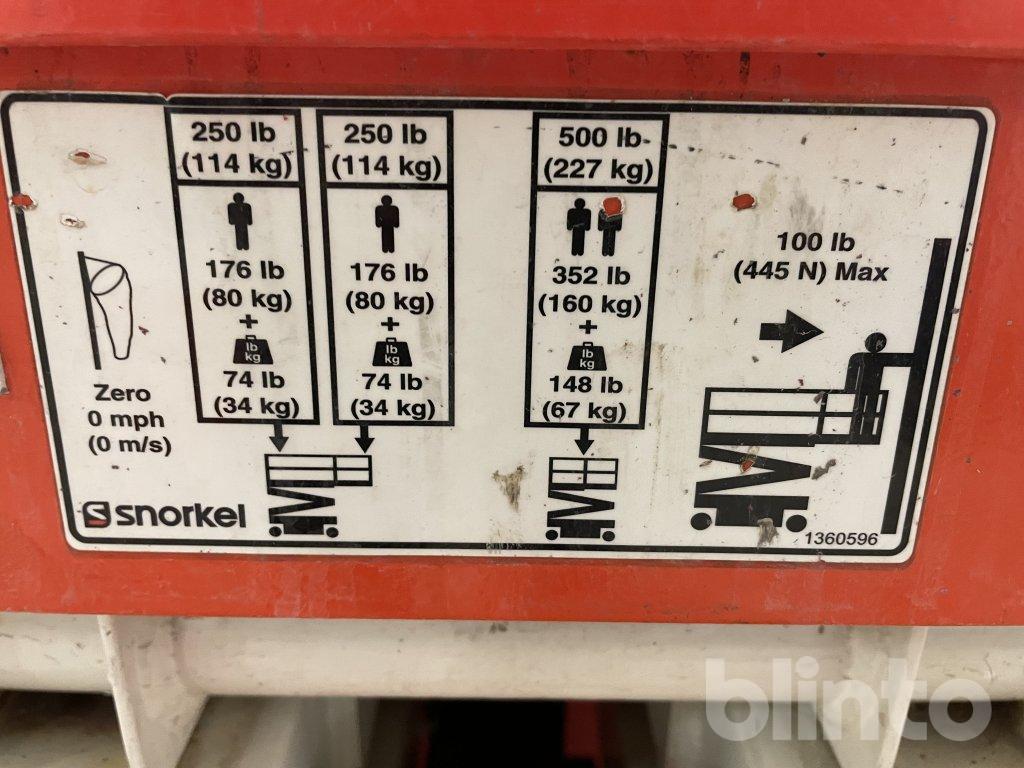 250 lb
(114 kg)
176 lb
(80 kg)
+
lb
kg
74 lb
(34 kg)
250 lb
(114 kg)
176 lb
(80 kg)
+
lb
kg
74 lb
(34 kg)
500 lb
(227 kg)
352 lb
(160 kg)
+
lb
kg
148 lb
(67 kg)
100 lb
(445 N) Max
Zero
0 mph
(0 m/s)
snorkel
1360596
blinto